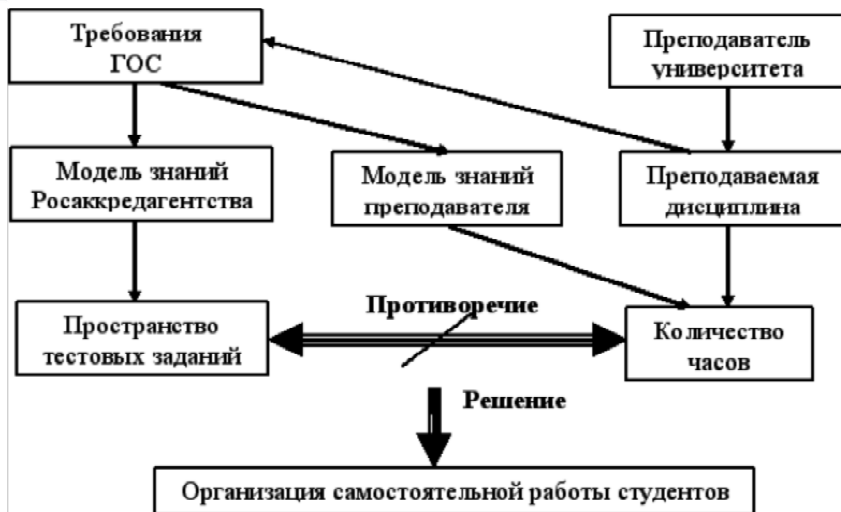 Требования
ГОС
Преподаватель
университета
Модель знаний
Росаккредагентства
Модель знаний
преподавателя
Преподаваемая
дисциплина
Противоречие
Пространство
тестовых заданий
Количество
часов
Решение
Организация самостоятельной работы студентов